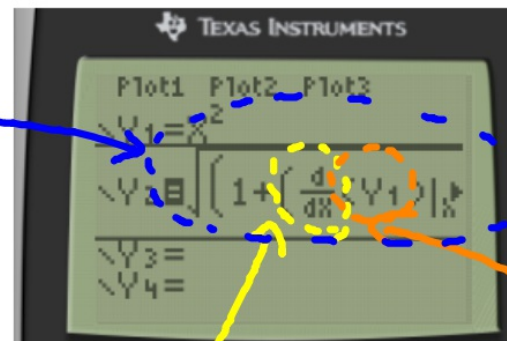 TEXAS INSTRUMENTS
Plot1 Plot2 Plot3
\Y₁=X²
\Y₂=√((1+(d/dX(Y₁)|x
\Y₃=
\Y₄=